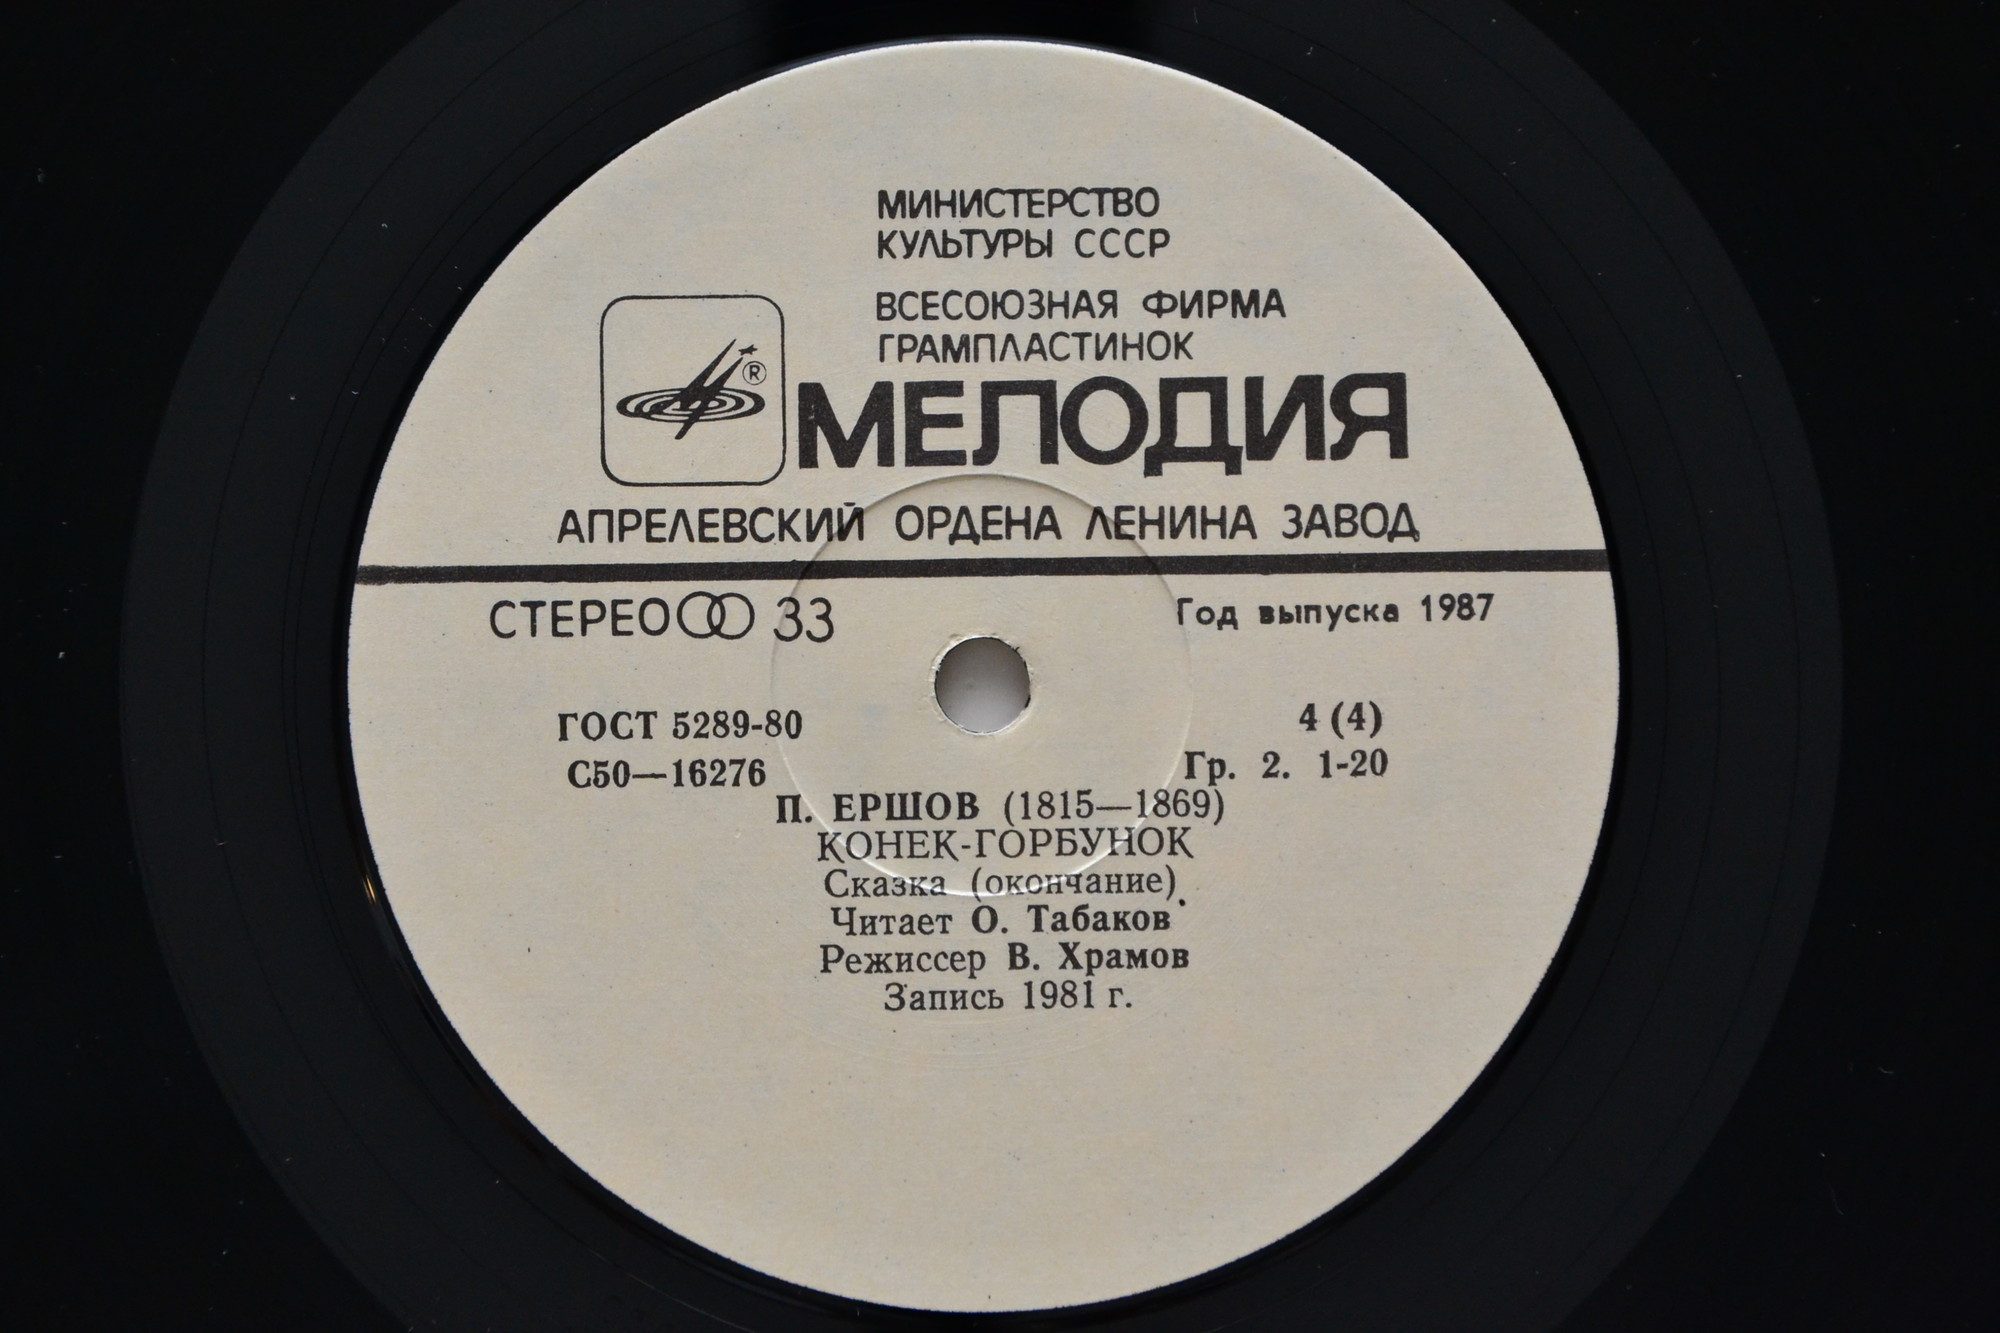 МИНИСТЕРСТВО
КУЛЬТУРЫ СССР
ВСЕСОЮЗНАЯ ФИРМА
ГРАМПЛАСТИНОК
®
МЕЛОДИЯ
АПРЕЛЕВСКИЙ ОРДЕНА ЛЕНИНА ЗАВОД
СТЕРЕО 33
Год выпуска 1987
ГОСТ 5289-80
4 (4)
С50—16276
Гр. 2. 1-20
П. ЕРШОВ (1815—1869)
КОНЕК-ГОРБУНОК
Сказка (окончание)
Читает О. Табаков
Режиссер В. Храмов
Запись 1981 г.